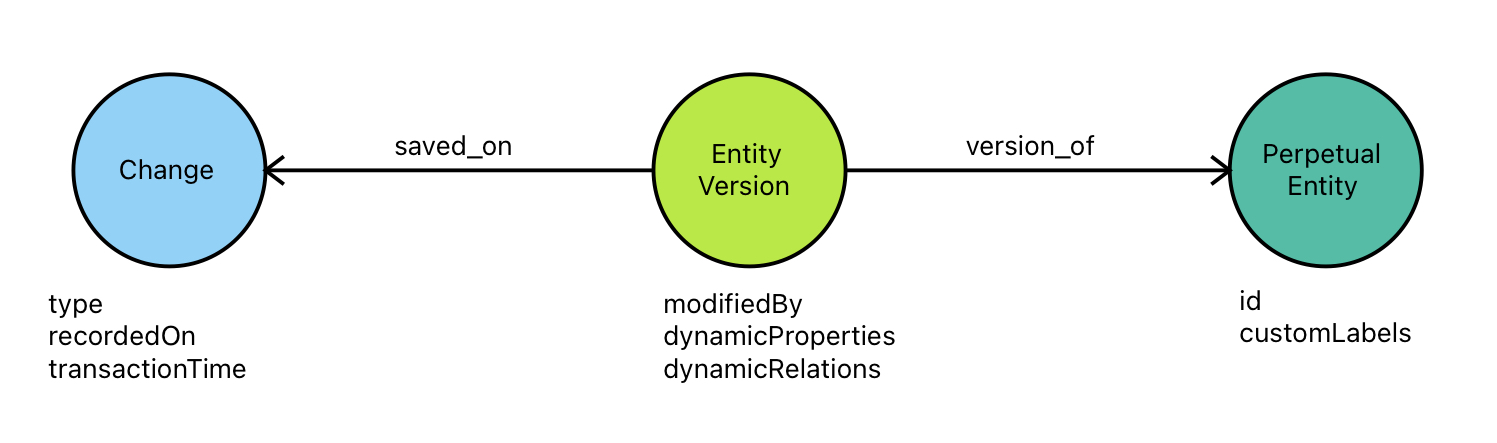 Change
saved_on
Entity
Version
version_of
Perpetual
Entity
type
recordedOn
transactionTime
modifiedBy
dynamicProperties
dynamicRelations
id
customLabels